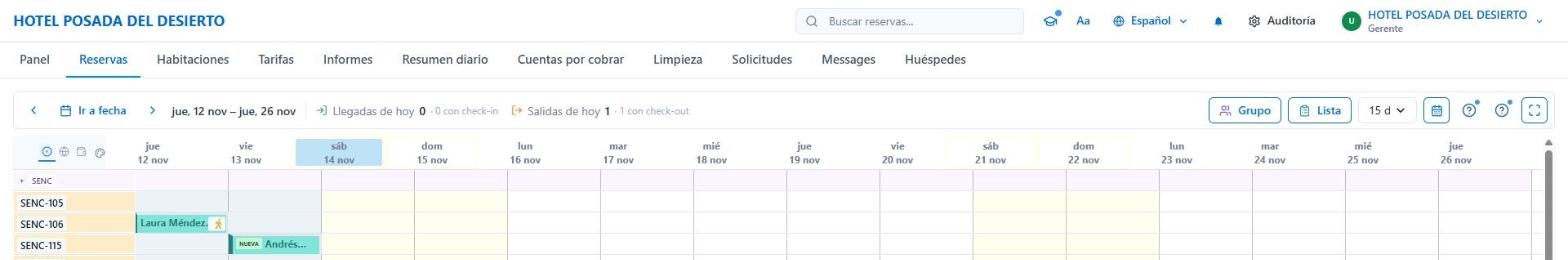 HOTEL POSADA DEL DESIERTO
Buscar reservas...
Aa
Español
Auditoría
U
HOTEL POSADA DEL DESIERTO
Gerente
Panel
Reservas
Habitaciones
Tarifas
Informes
Resumen diario
Cuentas por cobrar
Limpieza
Solicitudes
Messages
Huéspedes
Ir a fecha
jue, 12 nov – jue, 26 nov
Llegadas de hoy 0 · 0 con check-in
Salidas de hoy 1 · 1 con check-out
Grupo
Lista
15 d
jue
12 nov
vie
13 nov
sáb
14 nov
dom
15 nov
lun
16 nov
mar
17 nov
mié
18 nov
jue
19 nov
vie
20 nov
sáb
21 nov
dom
22 nov
lun
23 nov
mar
24 nov
mié
25 nov
jue
26 nov
+ SENC
SENC-105
SENC-106
Laura Méndez.
SENC-115
NUEVA Andrés...